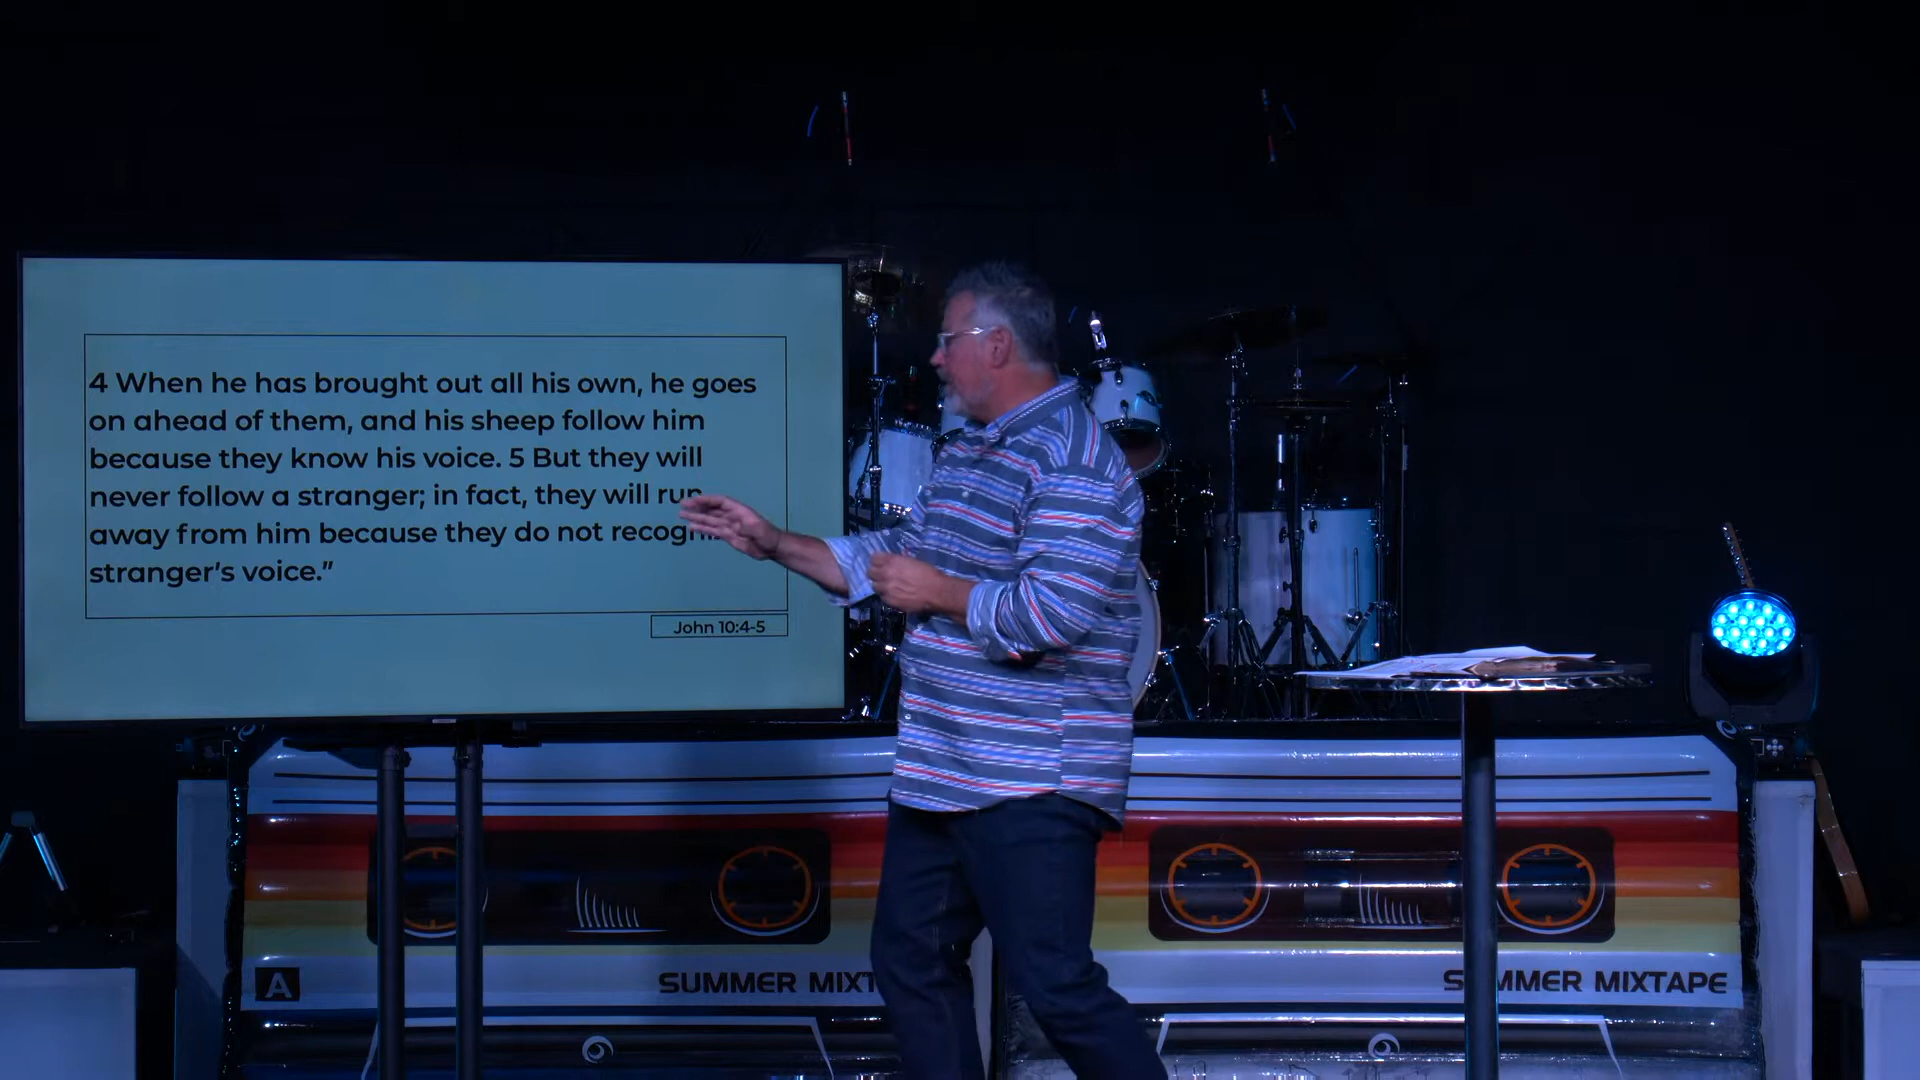 4 When he has brought out all his own, he goes
on ahead of them, and his sheep follow him
because they know his voice. 5 But they will
never follow a stranger; in fact, they will run
away from him because they do not
stranger's voice.”
John 10:4-5
A
SUMMER
SUMMER MIXTAPE